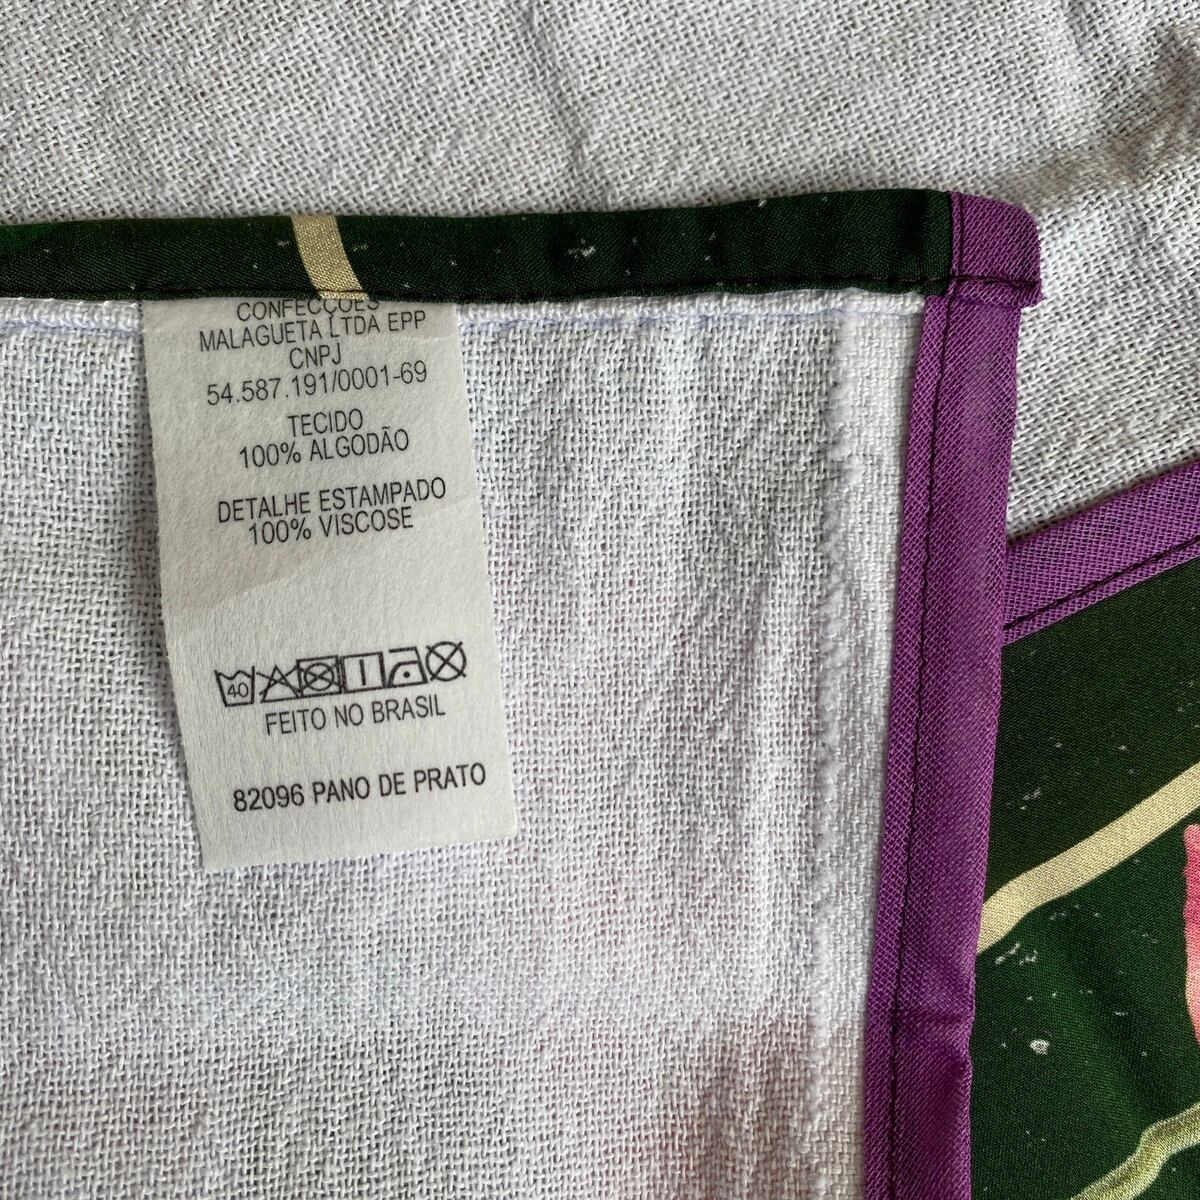 CONFECÇÕES
MALAGUETA LTDA EPP
CNPJ
54.587.191/0001-69
TECIDO
100% ALGODÃO
DETALHE ESTAMPADO
100% VISCOSE
40
FEITO NO BRASIL
82096 PANO DE PRATO